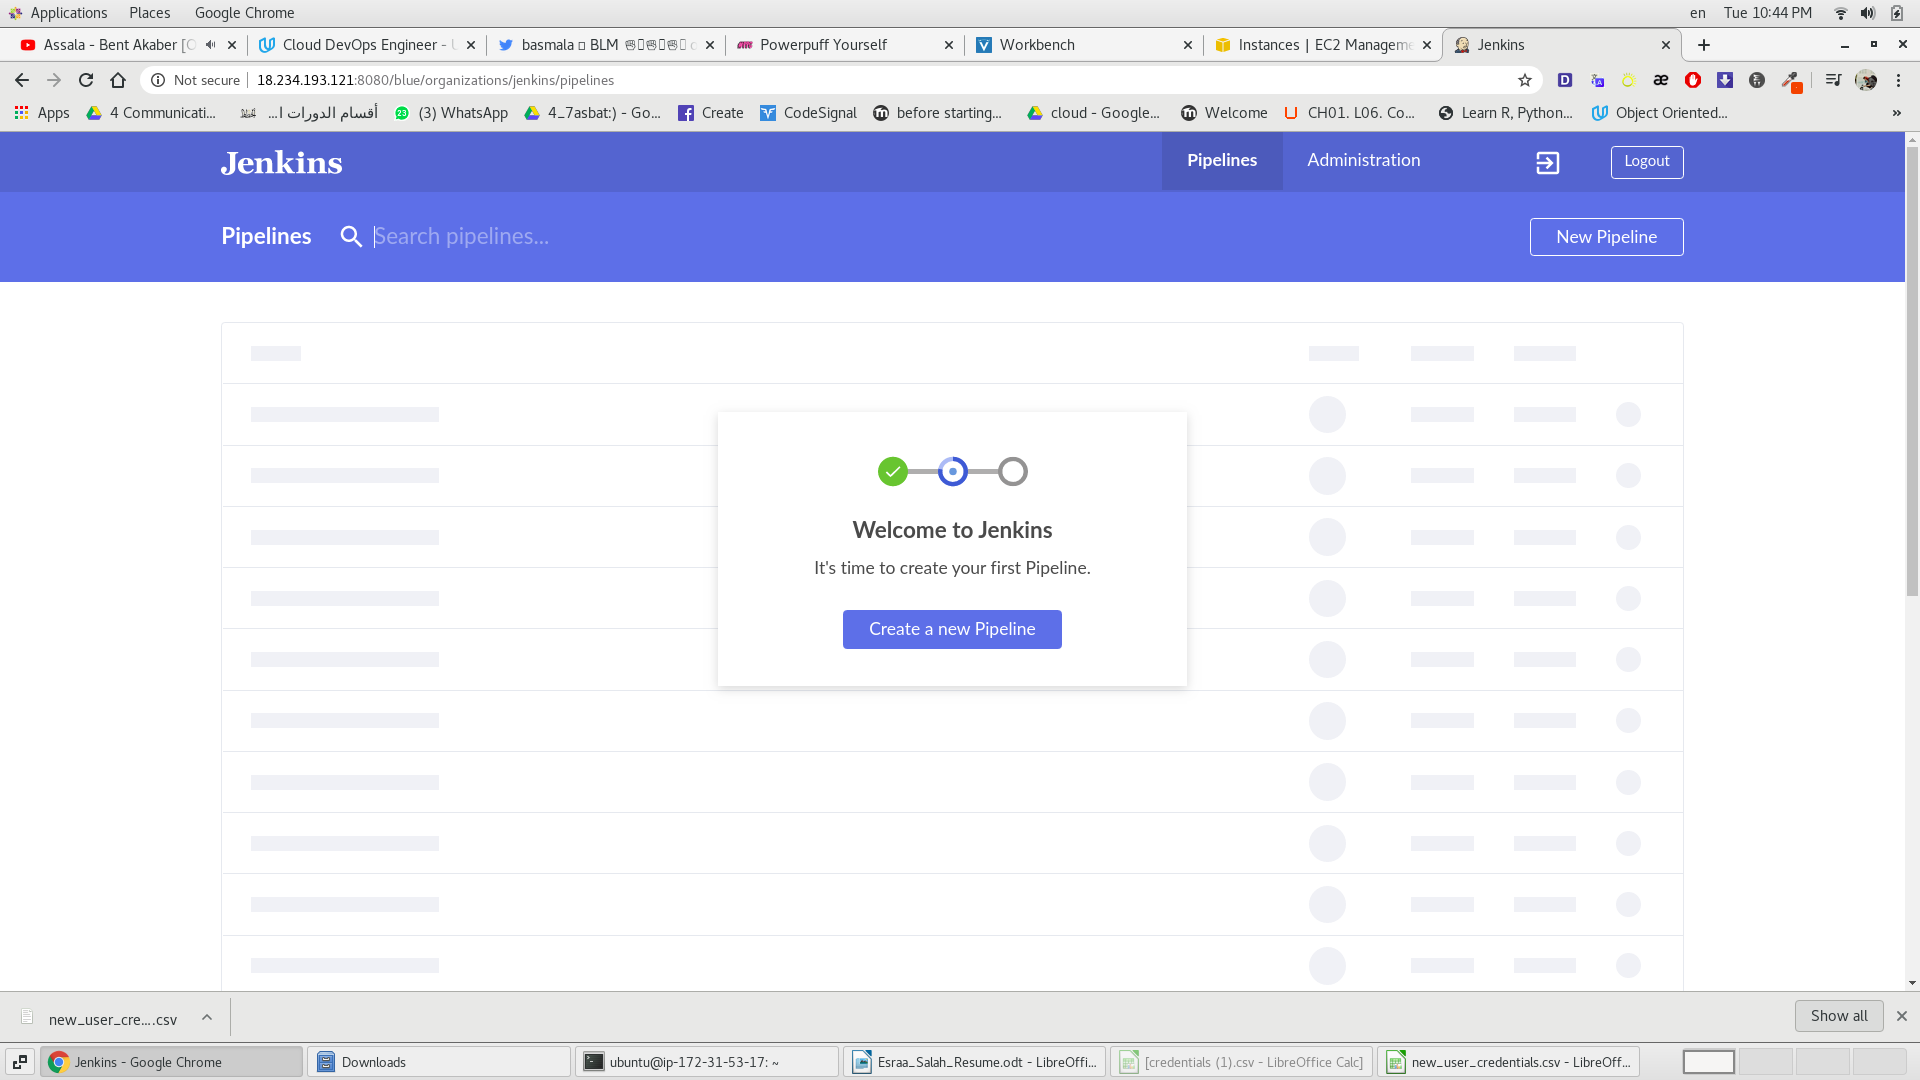 Applications Places Google Chrome en Tue 10:44 PM
Assala - Bent Akaber [O Cloud DevOps Engineer - U basmala BLM Powerpuff Yourself Workbench Instances | EC2 Manageme Jenkins
Not secure 18.234.193.121:8080/blue/organizations/jenkins/pipelines
Apps 4 Communicati... أقسام الدورات ا... (3) WhatsApp 4_7asbat:) - Go... Create CodeSignal before starting... cloud - Google... Welcome CH01. L06. Co... Learn R, Python... Object Oriented... »
Jenkins Pipelines Administration Logout
Pipelines Search pipelines... New Pipeline
Welcome to Jenkins
It's time to create your first Pipeline.
Create a new Pipeline
new_user_cre....csv Show all
Jenkins - Google Chrome Downloads ubuntu@ip-172-31-53-17: ~ Esraa_Salah_Resume.odt - LibreOffi... [credentials (1).csv - LibreOffice Calc] new_user_credentials.csv - LibreOff...